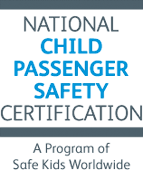 NATIONAL
CHILD
PASSENGER
SAFETY
CERTIFICATION
A Program of
Safe Kids Worldwide